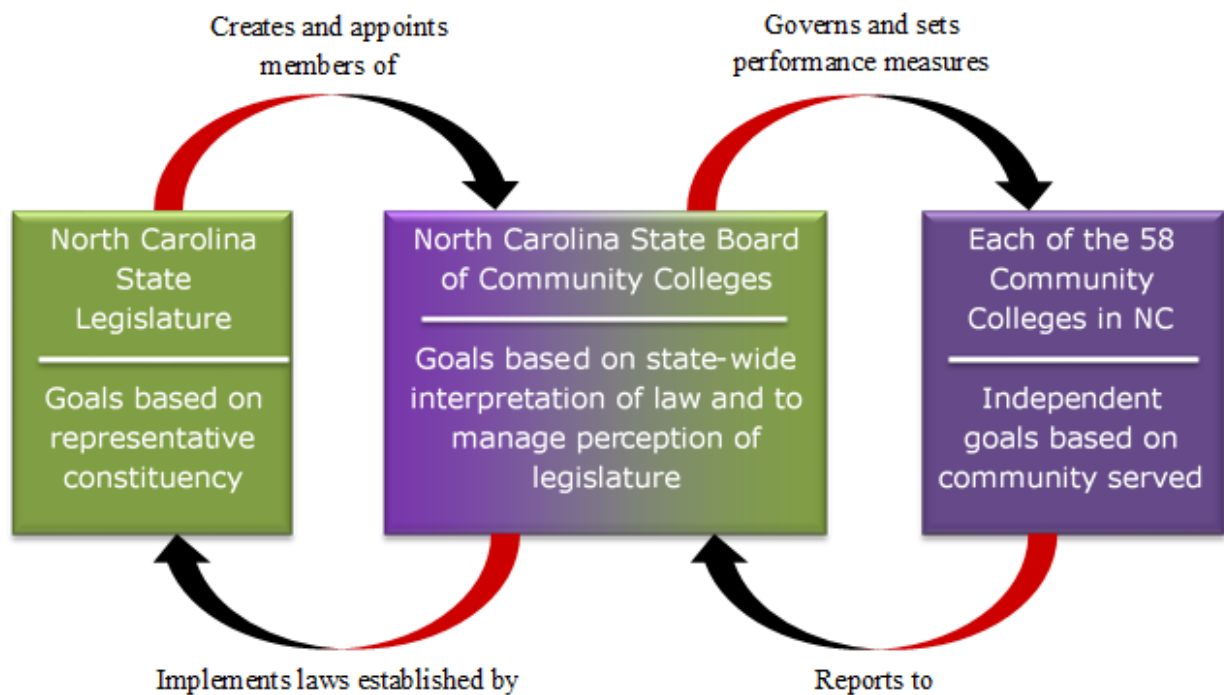 Creates and appoints
members of
Governs and sets
performance measures
North Carolina
State
Legislature
Goals based on
representative
constituency
North Carolina State Board
of Community Colleges
Goals based on state-wide
interpretation of law and to
manage perception of
legislature
Each of the 58
Community
Colleges in NC
Independent
goals based on
community served
Implements laws established by
Reports to